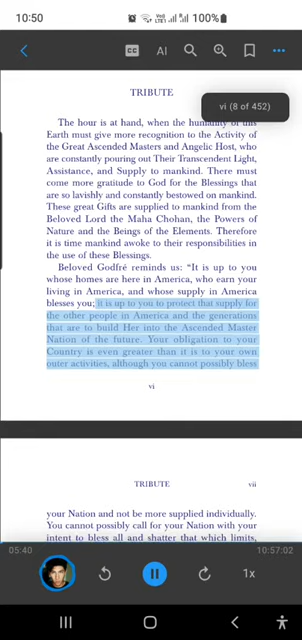 10:50
100%
CC
AI
TRIBUTE
vi (8 of 452)
The hour is at hand, when the humanity of this
Earth must give more recognition to the Activity of
the Great Ascended Masters and Angelic Host, who
are constantly pouring out Their Transcendent Light,
Assistance, and Supply to mankind. There must
come more gratitude to God for the Blessings that
are so lavishly and constantly bestowed on mankind.
These great Gifts are supplied to mankind from the
Beloved Lord the Maha Chohan, the Powers of
Nature and the Beings of the Elements. Therefore
it is time mankind awoke to their responsibilities in
the use of these Blessings.
Beloved Godfré reminds us: “It is up to you
whose homes are here in America, who earn your
living in America, and whose supply in America
blesses you; it is up to you to protect that supply for
the other people in America and the generations
that are to build Her into the Ascended Master
Nation of the future. Your obligation to your
Country is even greater than it is to your own
outer activities, although you cannot possibly bless
vi
TRIBUTE vii
your Nation and not be more supplied individually.
You cannot possibly call for your Nation with your
intent to bless all and shatter that which limits,
05:40
10:57:02
1x